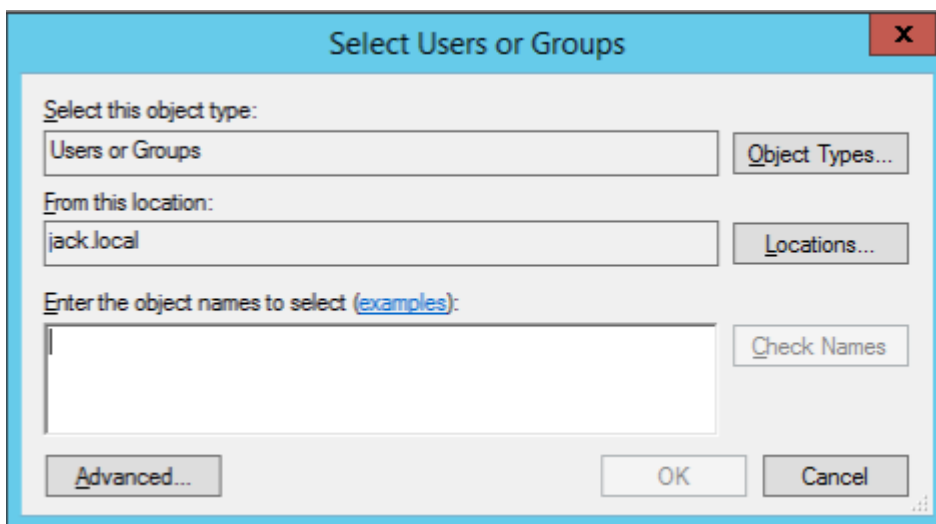 Select Users or Groups
x
Select this object type:
Users or Groups
Object Types...
From this location:
jack.local
Locations...
Enter the object names to select (examples):
Check Names
Advanced...
OK
Cancel